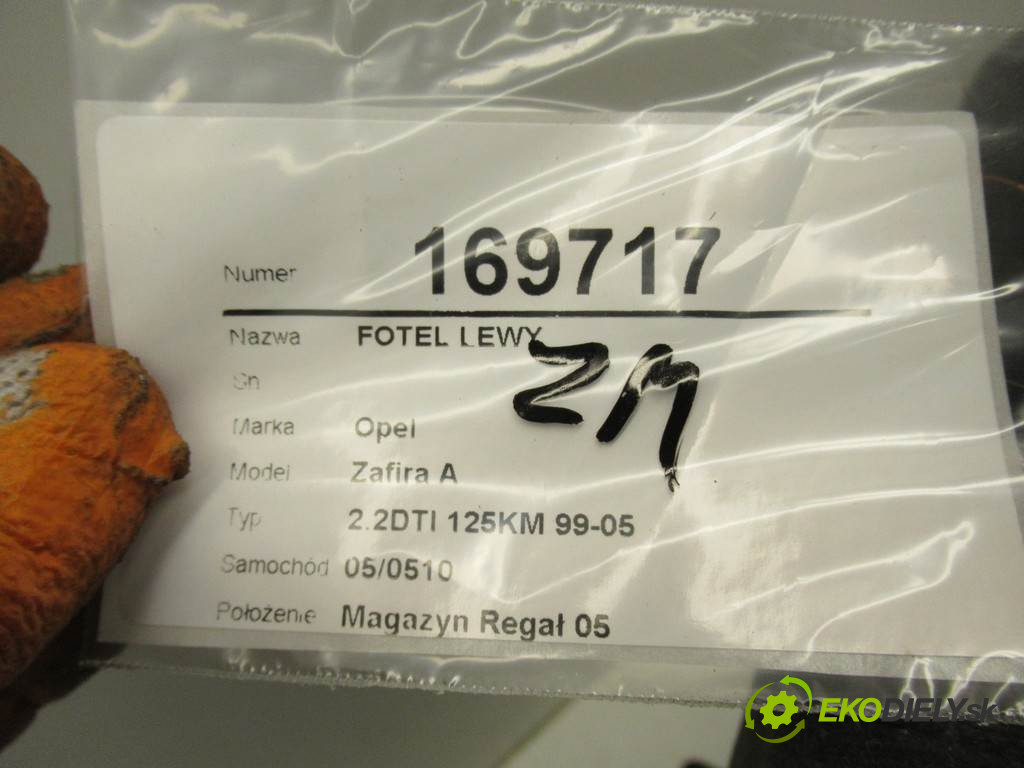 Numer 169717
Nazwa FOTEL LEWY
ZM
Sn
Marka Opel
Model Zafira A
Typ 2.2DTI 125KM 99-05
Samochód 05/0510
Położenie Magazyn Regał 05
EKODIELY.sk